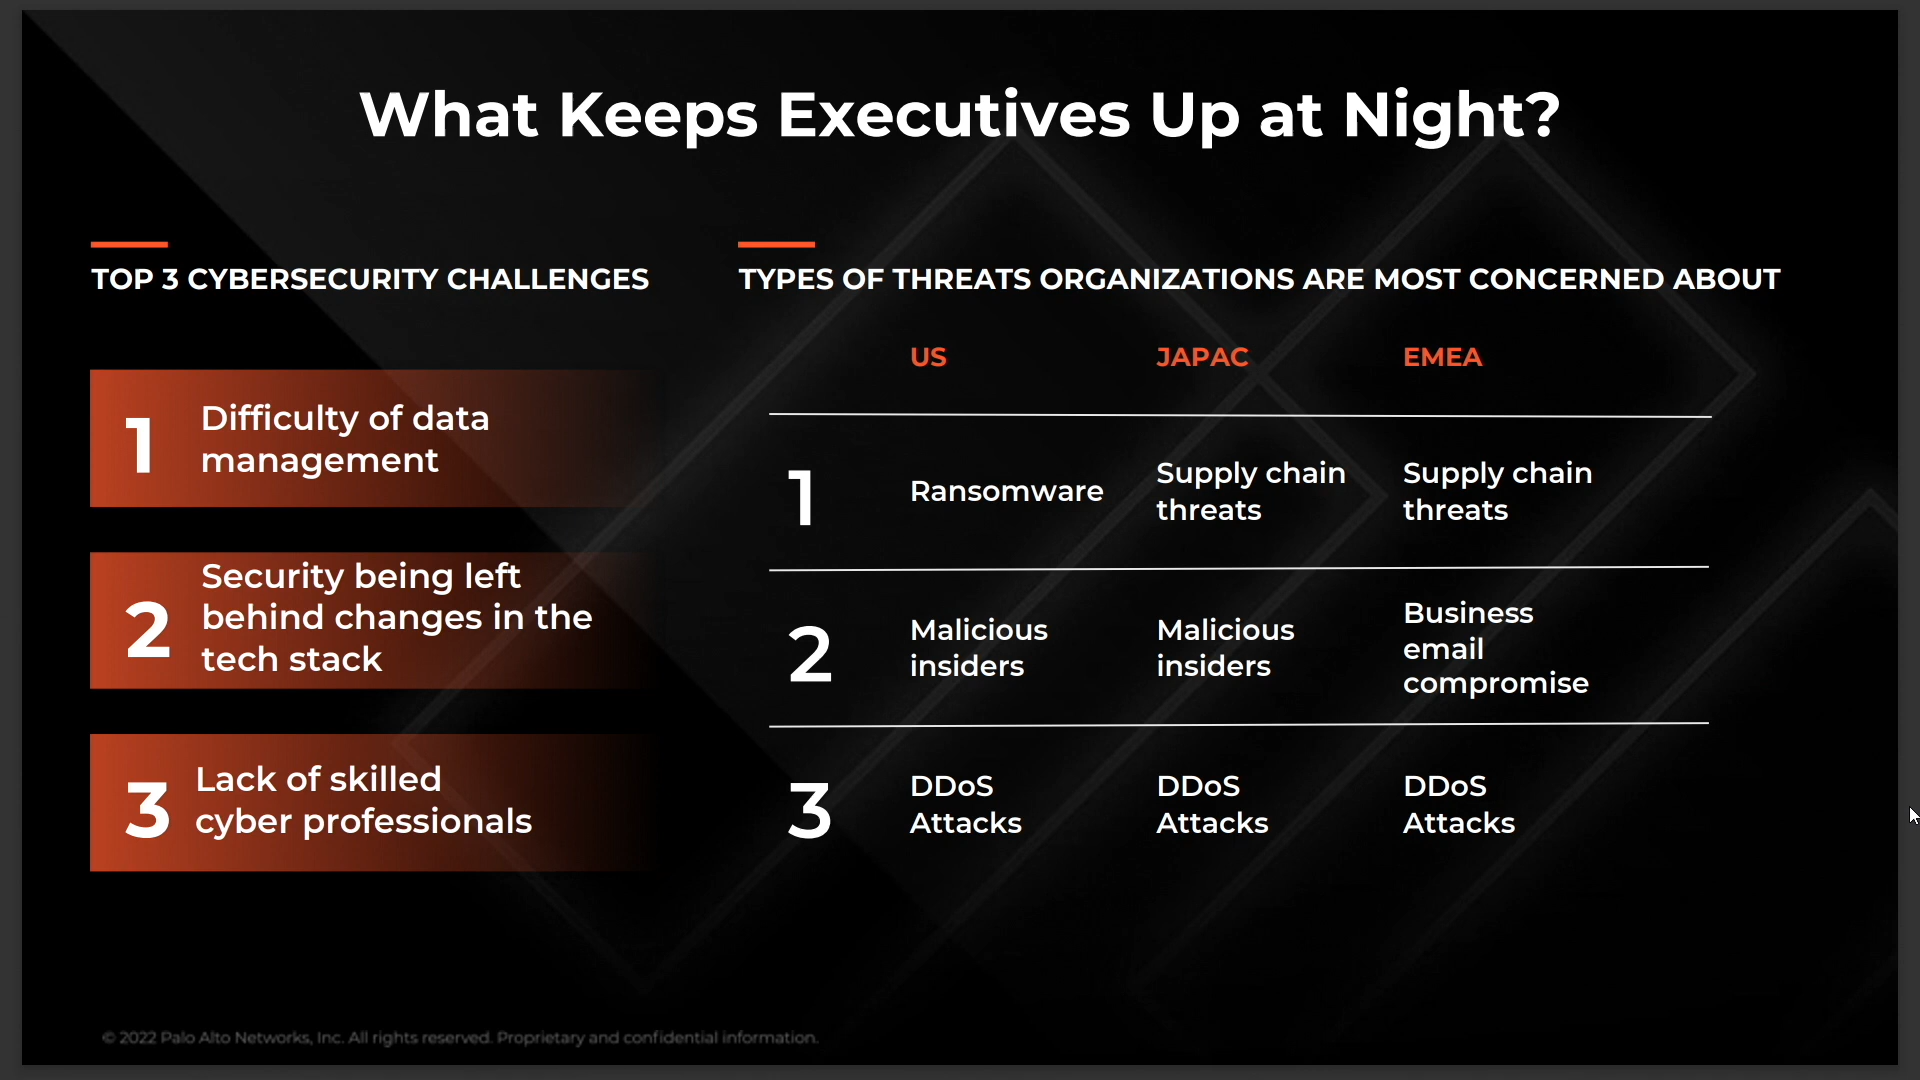 What Keeps Executives Up at Night?
TOP 3 CYBERSECURITY CHALLENGES
1
Difficulty of data
management
2
Security being left
behind changes in the
tech stack
3
Lack of skilled
cyber professionals
TYPES OF THREATS ORGANIZATIONS ARE MOST CONCERNED ABOUT
US
JAPAC
EMEA
1
Ransomware
Supply chain
threats
Supply chain
threats
2
Malicious
insiders
Malicious
insiders
Business
email
compromise
3
DDoS
Attacks
DDoS
Attacks
DDoS
Attacks
© 2022 Palo Alto Networks, Inc. All rights reserved. Proprietary and confidential information.